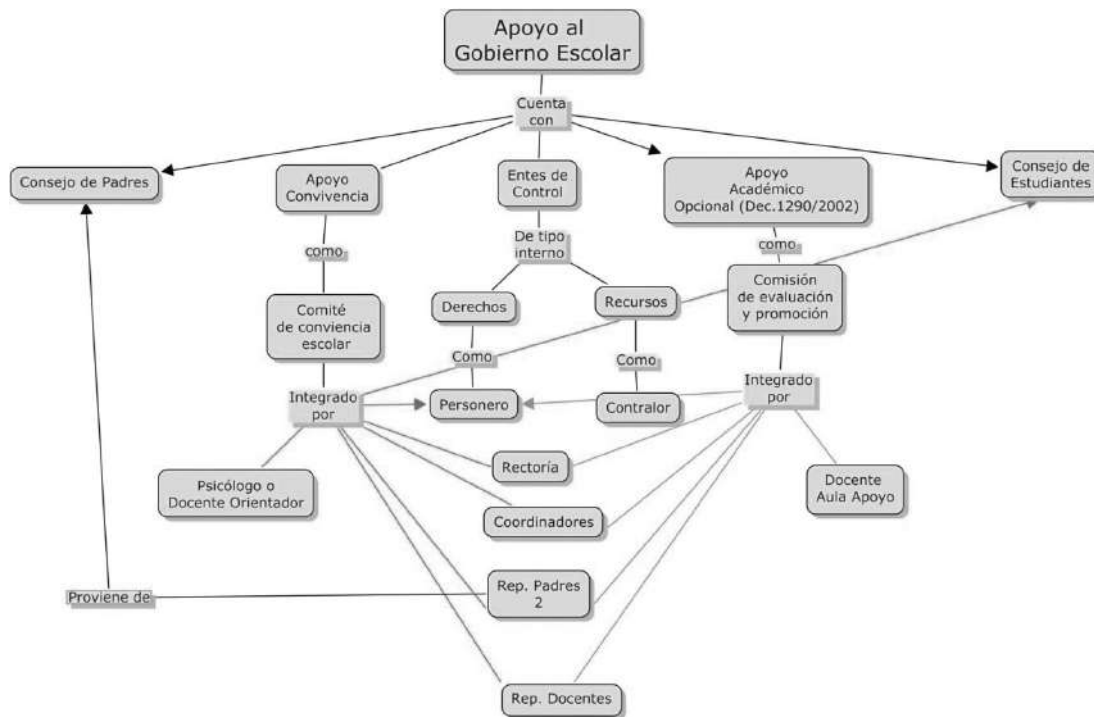 Apoyo al
Gobierno Escolar
Cuenta
con
Consejo de Padres
Apoyo
Convivencia
Entes de
Control
Apoyo
Académico
Opcional (Dec.1290/2002)
Consejo de
Estudiantes
como
De tipo
interno
como
Comité
de conviencia
escolar
Derechos
Recursos
Comisión
de evaluación
y promoción
Como
Como
Integrado
por
Personero
Contralor
Integrado
por
Psicólogo o
Docente Orientador
Rectoría
Docente
Aula Apoyo
Coordinadores
Proviene de
Rep. Padres
2
Rep. Docentes